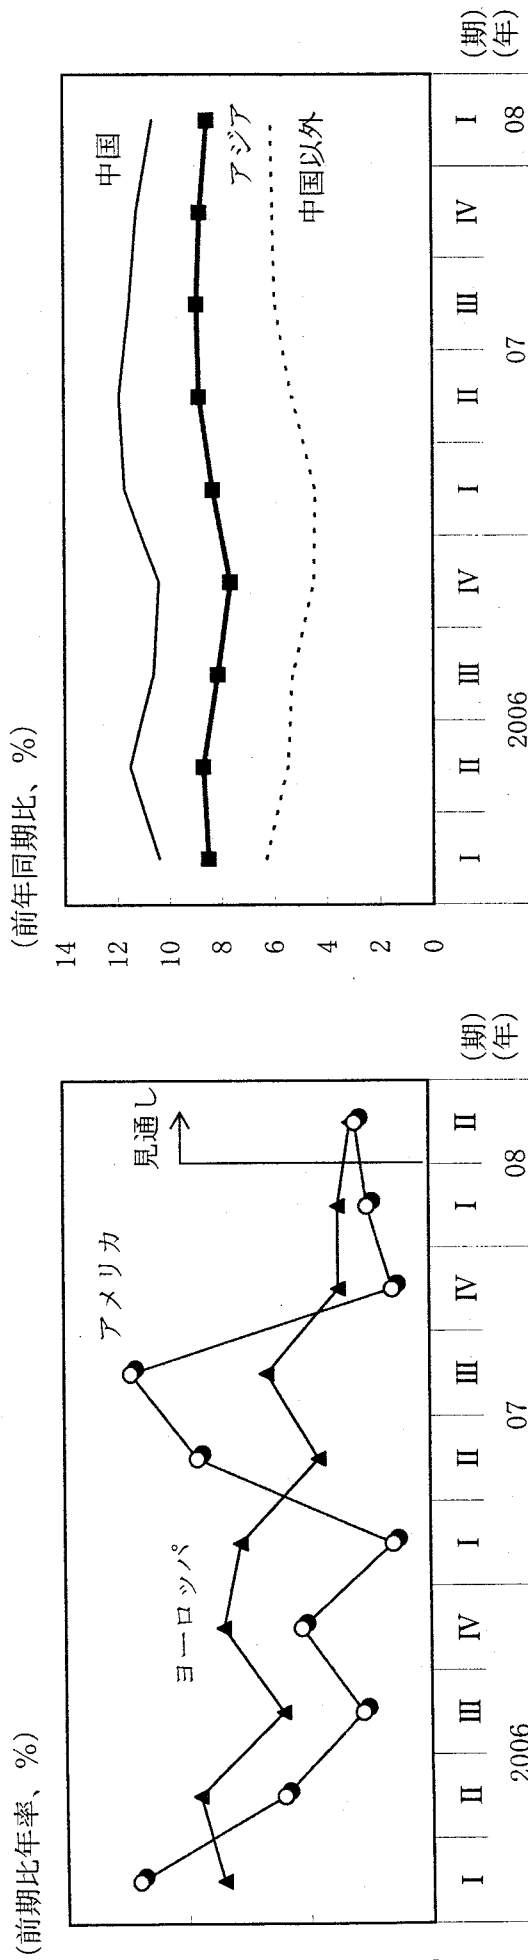 (前期比年率、%)
アメリカ
ヨーロッパ
見通し
I II III IV I II III IV I II (期)
2006 07 08 (年)
(前年同期比、%)
14
12
10
8
6
4
2
0
中国
アジア
中国以外
I II III IV I II III IV I (期)
2006 07 08 (年)